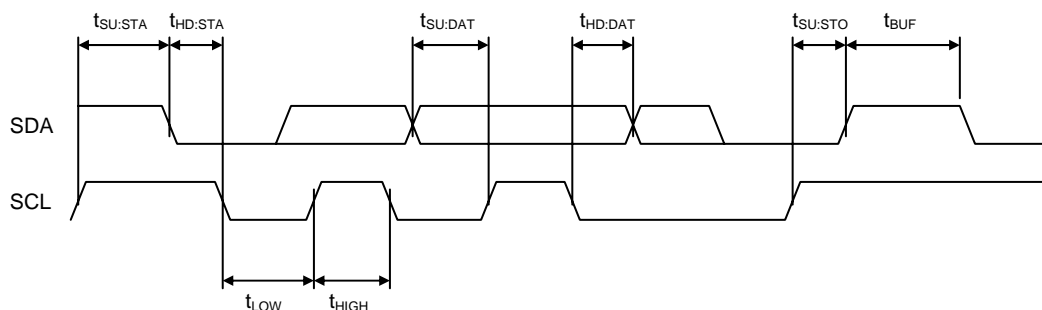 tSU:STA tHD:STA tSU:DAT tHD:DAT tSU:STO tBUF
SDA
SCL
tLOW tHIGH